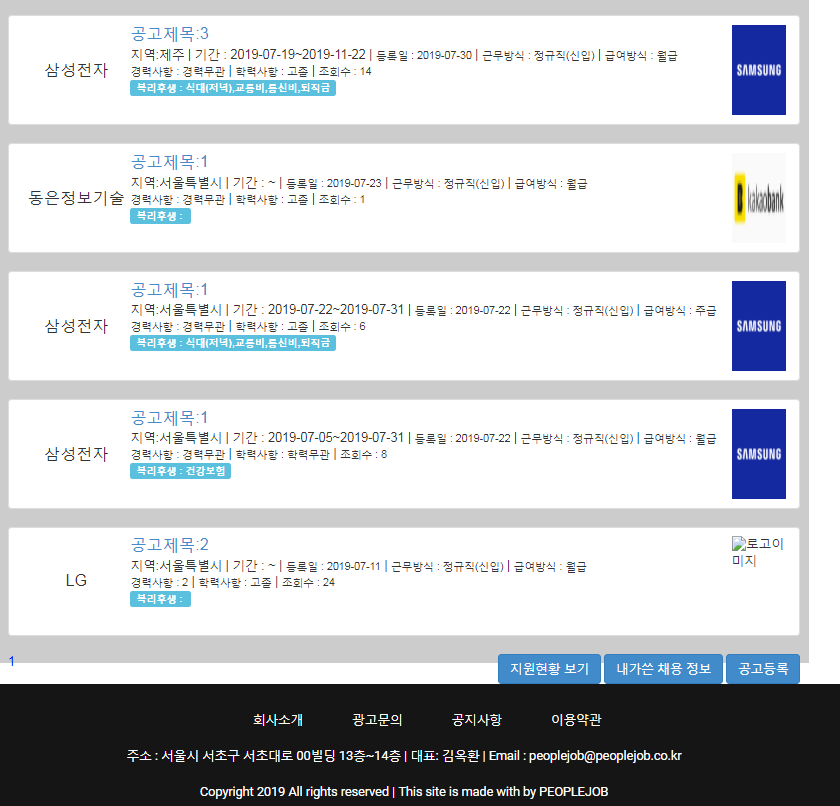 공고제목:3
지역:제주 | 기간 : 2019-07-19~2019-11-22 | 등록일 : 2019-07-30 | 근무방식 : 정규직(신입) | 급여방식 : 월급
삼성전자
경력사항 : 경력무관 | 학력사항 : 고졸 | 조회수 : 14
복리후생 : 식대(저녁),교통비,통신비,퇴직금
SAMSUNG
공고제목:1
지역:서울특별시 | 기간 : ~ | 등록일 : 2019-07-23 | 근무방식 : 정규직(신입) | 급여방식 : 월급
동은정보기술
경력사항 : 경력무관 | 학력사항 : 고졸 | 조회수 : 1
복리후생 :
kakaobank
공고제목:1
지역:서울특별시 | 기간 : 2019-07-22~2019-07-31 | 등록일 : 2019-07-22 | 근무방식 : 정규직(신입) | 급여방식 : 주급
삼성전자
경력사항 : 경력무관 | 학력사항 : 고졸 | 조회수 : 6
복리후생 : 식대(저녁),교통비,통신비,퇴직금
SAMSUNG
공고제목:1
지역:서울특별시 | 기간 : 2019-07-05~2019-07-31 | 등록일 : 2019-07-22 | 근무방식 : 정규직(신입) | 급여방식 : 월급
삼성전자
경력사항 : 경력무관 | 학력사항 : 학력무관 | 조회수 : 8
복리후생 : 건강보험
SAMSUNG
공고제목:2
지역:서울특별시 | 기간 : ~ | 등록일 : 2019-07-11 | 근무방식 : 정규직(신입) | 급여방식 : 월급
LG
경력사항 : 2 | 학력사항 : 고졸 | 조회수 : 24
복리후생 :
로고이
미지
1
지원현황 보기 내가쓴 채용 정보 공고등록
회사소개 광고문의 공지사항 이용약관
주소 : 서울시 서초구 서초대로 00빌딩 13층~14층 | 대표: 김옥환 | Email : peoplejob@peoplejob.co.kr
Copyright 2019 All rights reserved | This site is made with by PEOPLEJOB